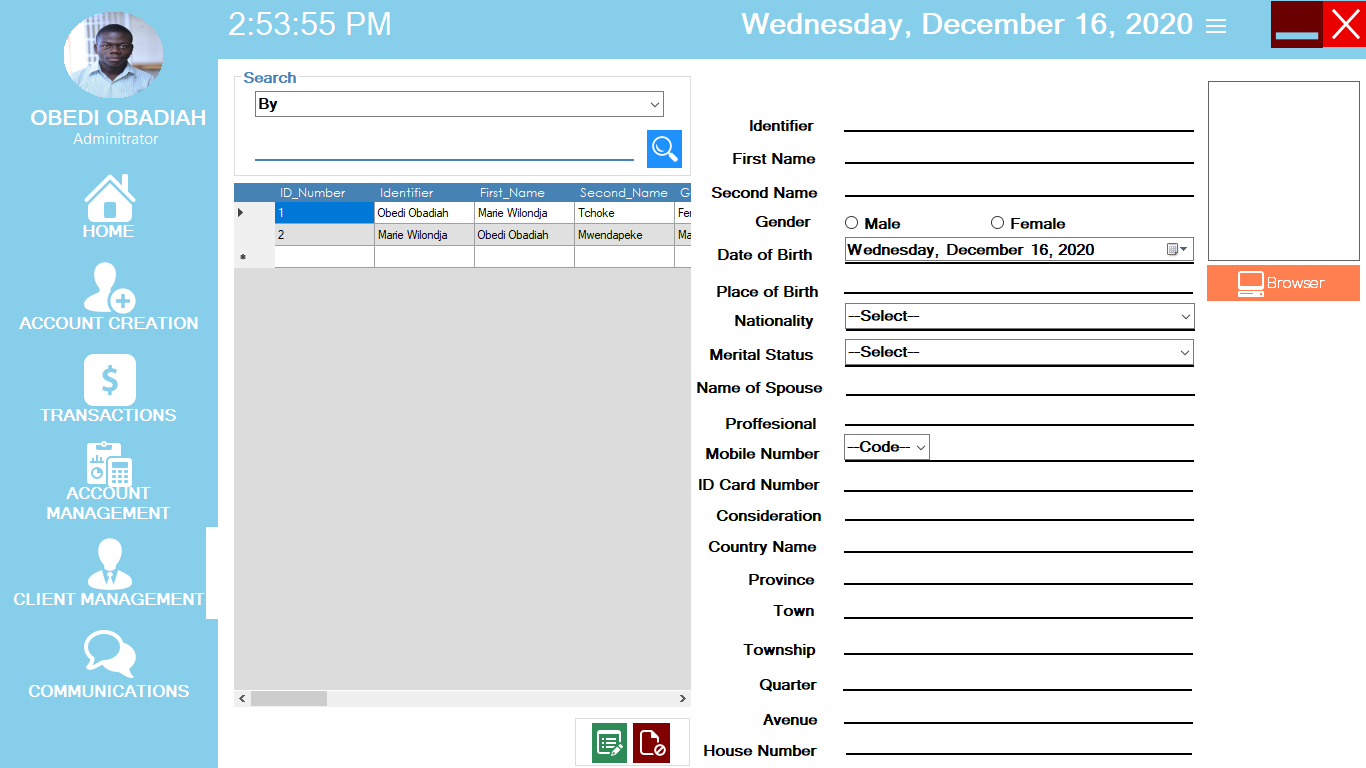 2:53:55 PM
Wednesday, December 16, 2020
OBEDI OBADIAH
Adminitrator
HOME
ACCOUNT CREATION
$
TRANSACTIONS
ACCOUNT
MANAGEMENT
CLIENT MANAGEMENT
COMMUNICATIONS
Search
By
ID_Number Identifier First_Name Second_Name G
1 Obedi Obadiah Marie Wilondja Tchoke Fer
2 Marie Wilondja Obedi Obadiah Mwendapeke Ma
Identifier
First Name
Second Name
Gender Male Female
Date of Birth Wednesday, December 16, 2020
Place of Birth
Nationality --Select--
Merital Status --Select--
Name of Spouse
Proffesional
Mobile Number --Code--
ID Card Number
Consideration
Country Name
Province
Town
Township
Quarter
Avenue
House Number
Browser